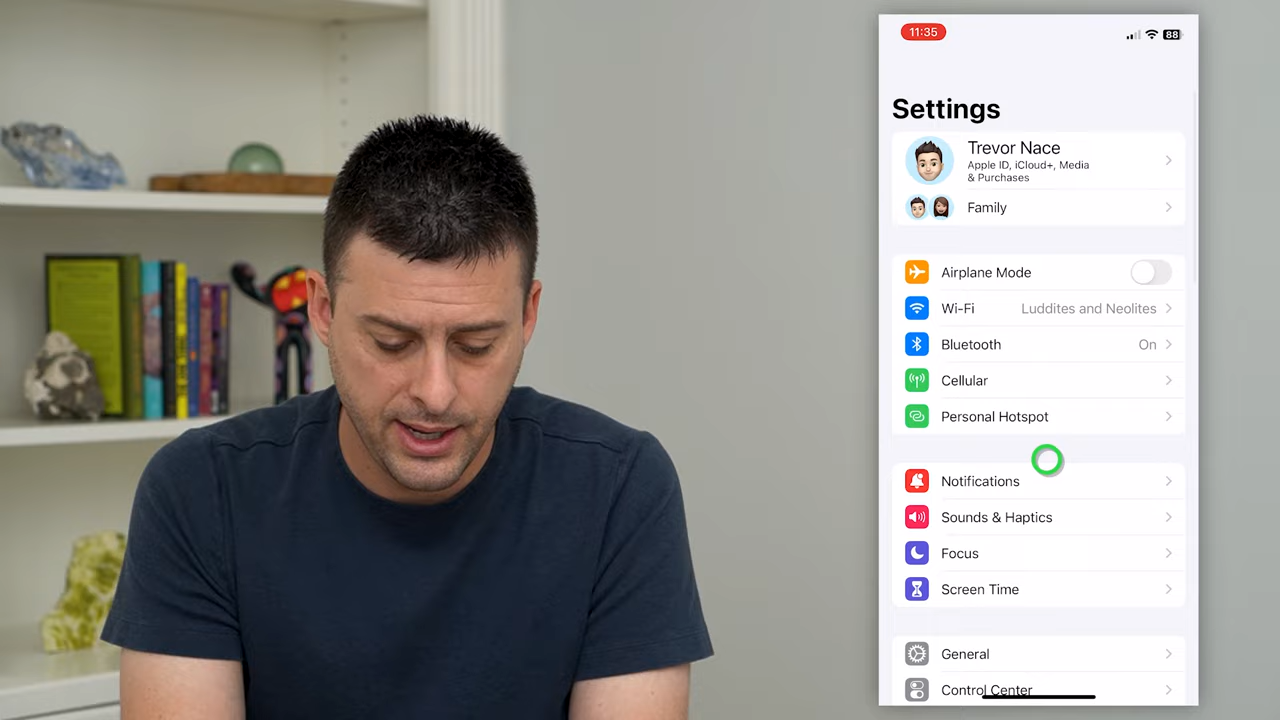 11:35
88
Settings
Trevor Nace
Apple ID, iCloud+, Media
& Purchases
Family
Airplane Mode
Wi-Fi Luddites and Neolites
Bluetooth On
Cellular
Personal Hotspot
Notifications
Sounds & Haptics
Focus
Screen Time
General
Control Center